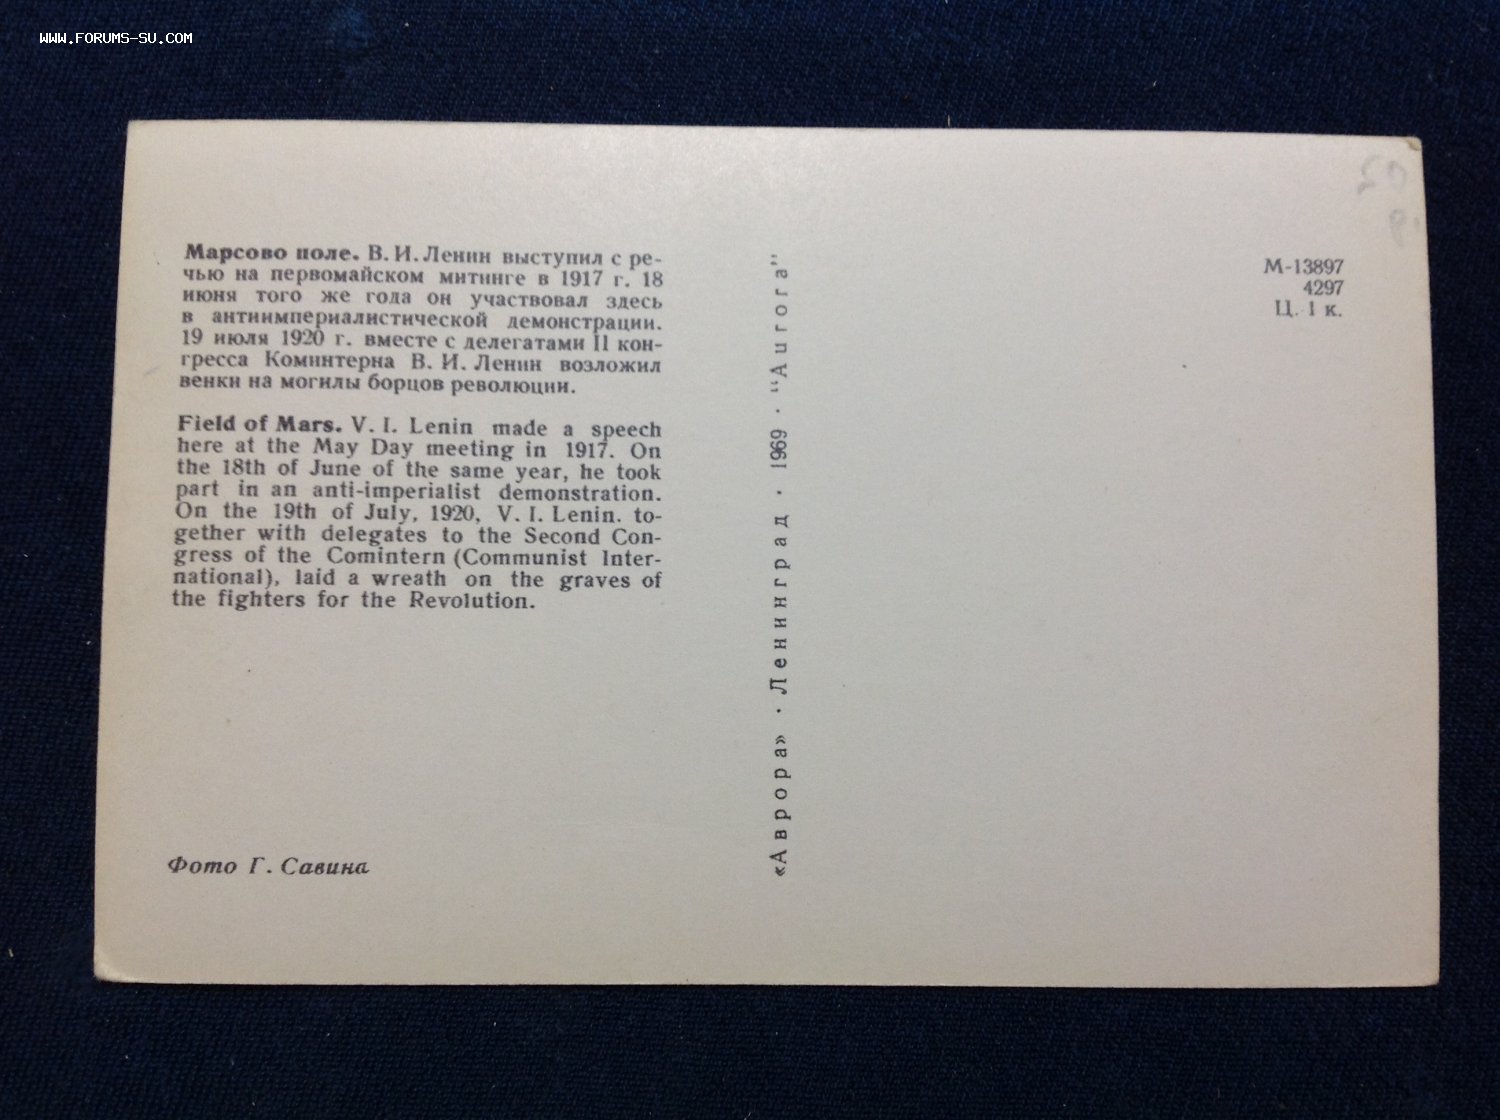 WWW.FORUMS-SU.COM
Марсово поле. В. И. Ленин выступил с ре-
чью на первомайском митинге в 1917 г. 18
июня того же года он участвовал здесь
в антиимпериалистической демонстрации.
19 июля 1920 г. вместе с делегатами II кон-
гресса Коминтерна В. И. Ленин возложил
венки на могилы борцов революции.
Field of Mars. V. I. Lenin made a speech
here at the May Day meeting in 1917. On
the 18th of June of the same year, he took
part in an anti-imperialist demonstration.
On the 19th of July, 1920, V. I. Lenin. to-
gether with delegates to the Second Con-
gress of the Comintern (Communist Inter-
national), laid a wreath on the graves of
the fighters for the Revolution.
Фото Г. Савина
«Аврора» · Ленинград · 1969 · “Aurora”
М-13897
4297
Ц. 1 к.